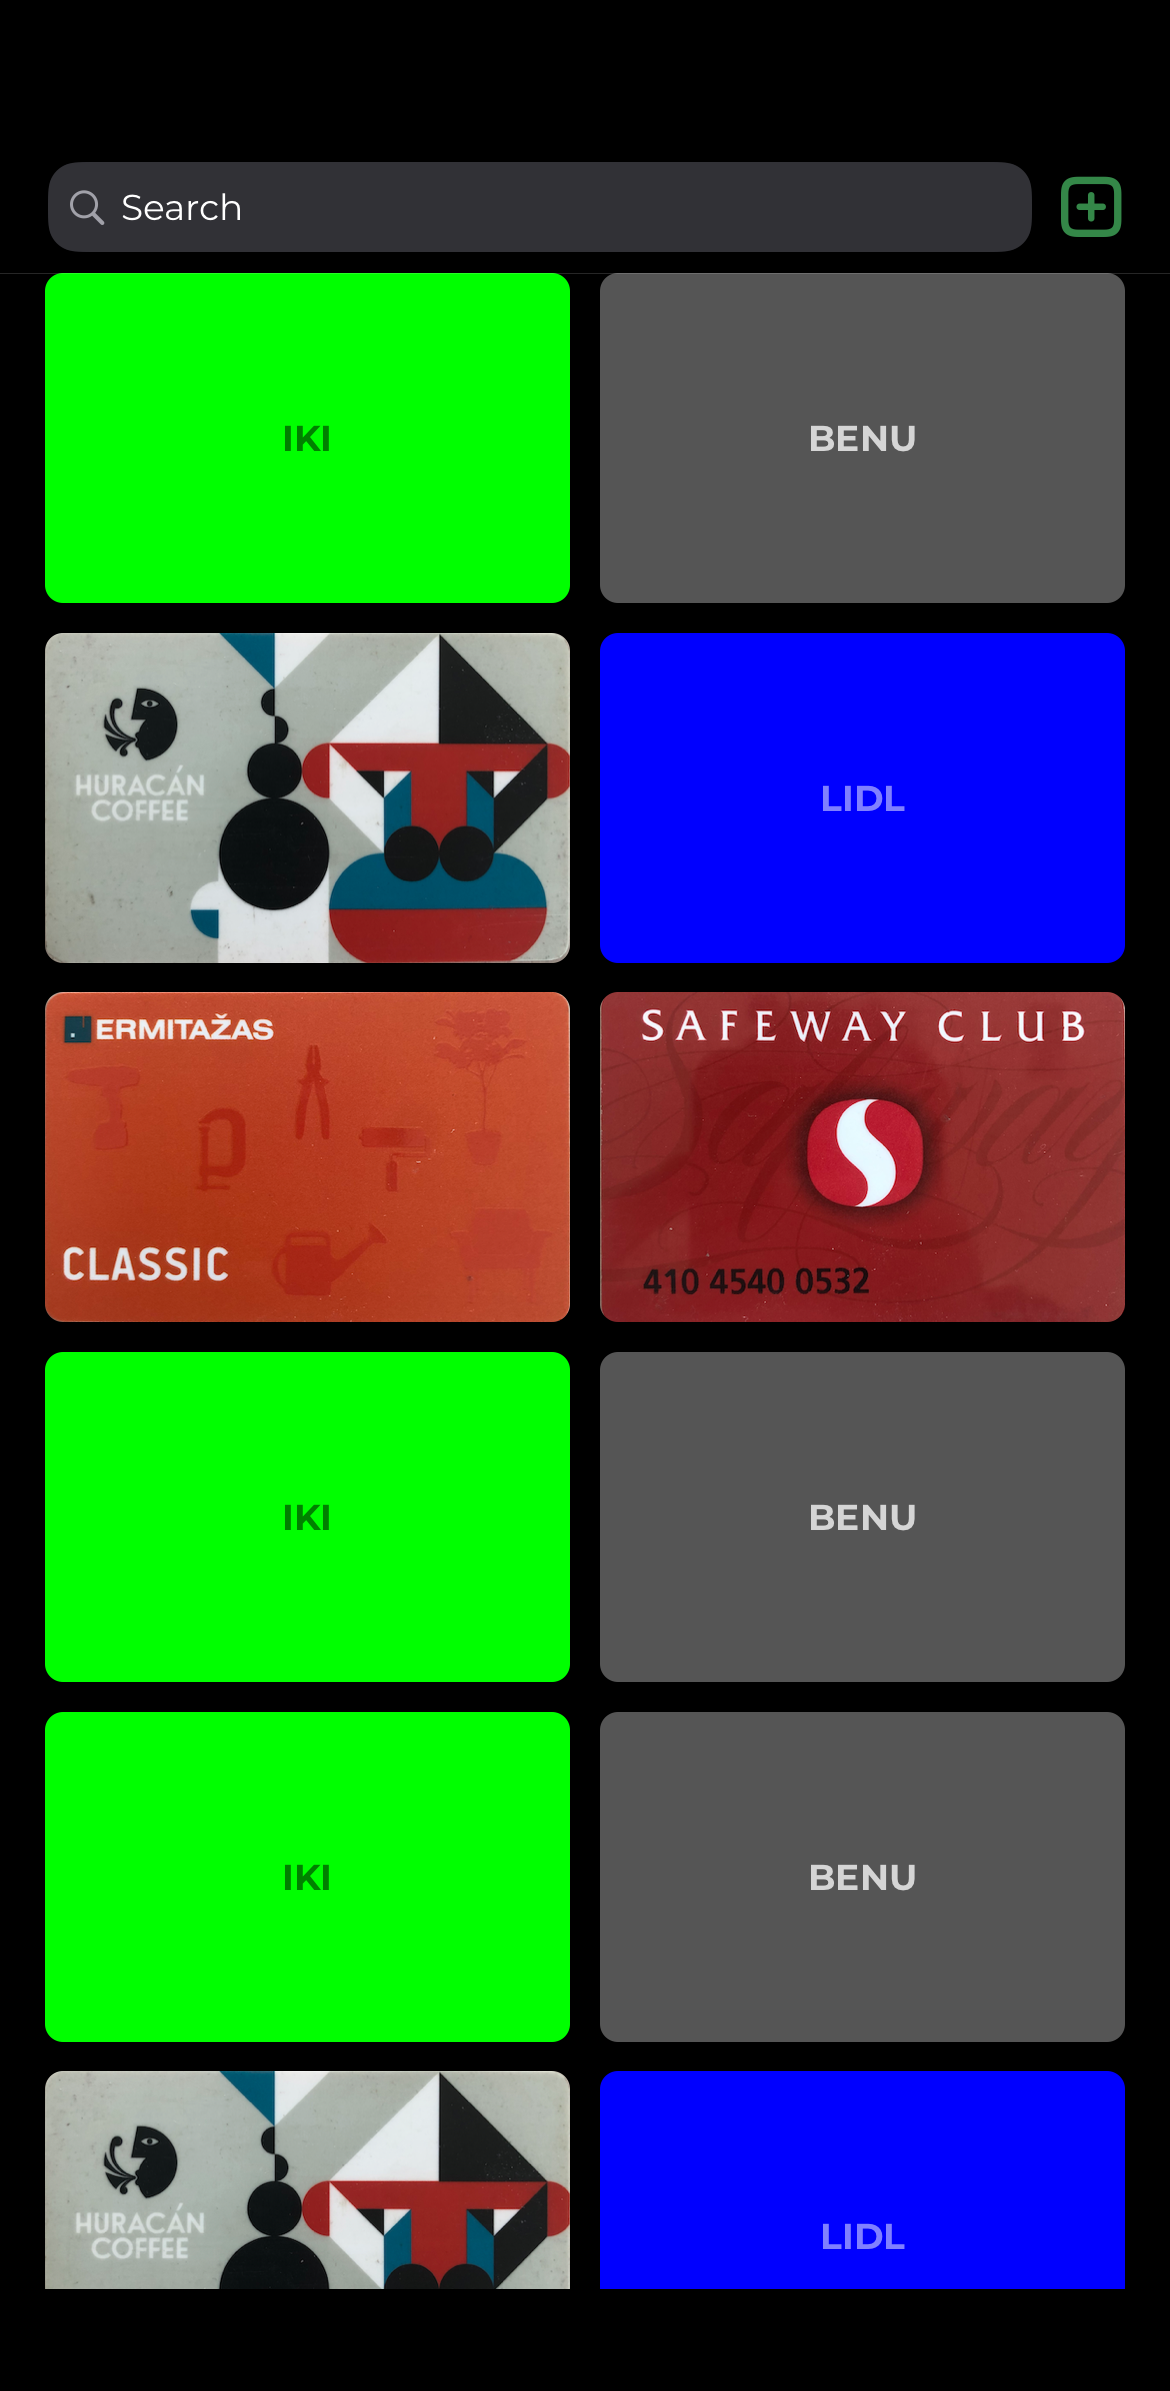 Search
IKI
BENU
HURACÁN
COFFEE
LIDL
ERMITAŽAS
CLASSIC
SAFEWAY CLUB
410 4540 0532
IKI
BENU
IKI
BENU
HURACÁN
COFFEE
LIDL